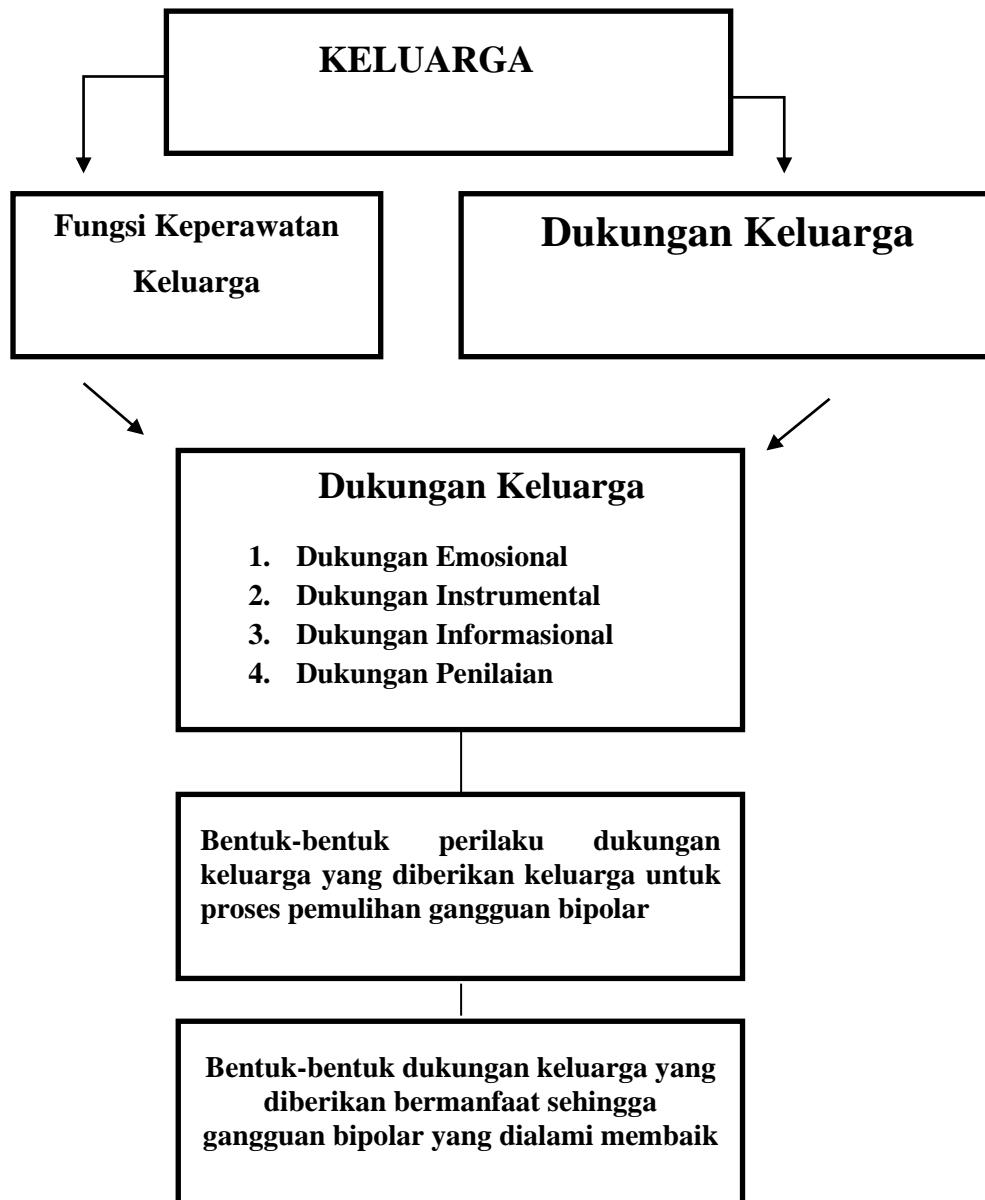 KELUARGA
Fungsi Keperawatan
Keluarga
Dukungan Keluarga
Dukungan Keluarga
1. Dukungan Emosional
2. Dukungan Instrumental
3. Dukungan Informasional
4. Dukungan Penilaian
Bentuk-bentuk perilaku dukungan
keluarga yang diberikan keluarga untuk
proses pemulihan gangguan bipolar
Bentuk-bentuk dukungan keluarga yang
diberikan bermanfaat sehingga
gangguan bipolar yang dialami membaik